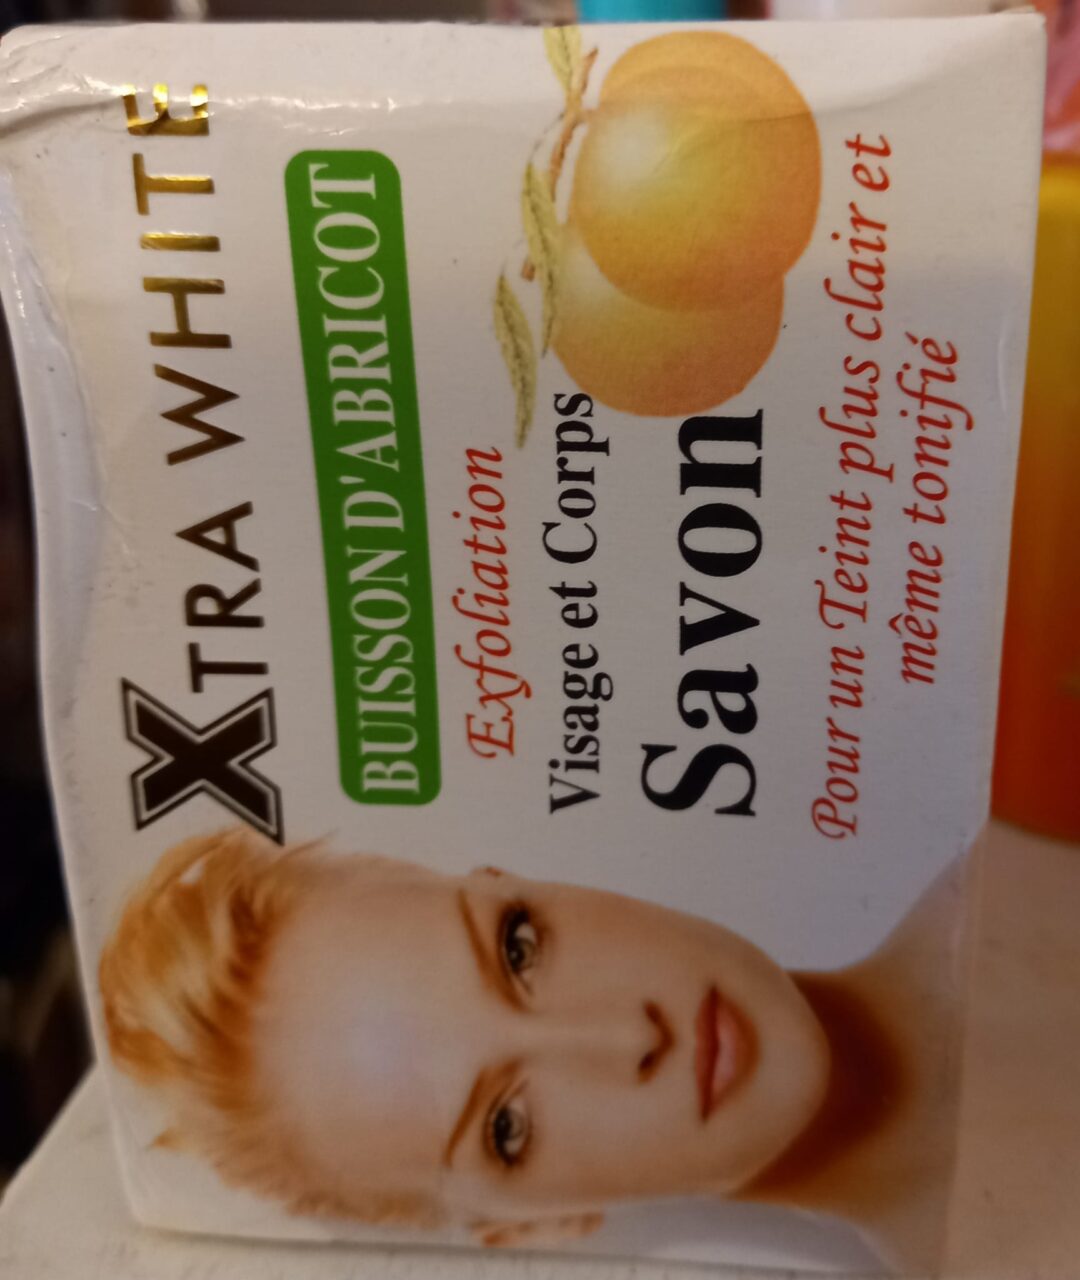 XTRA WHITE
BUISSON D'ABRICOT
Exfoliation
Visage et Corps
Savon
Pour un Teint plus clair et
même tonifié